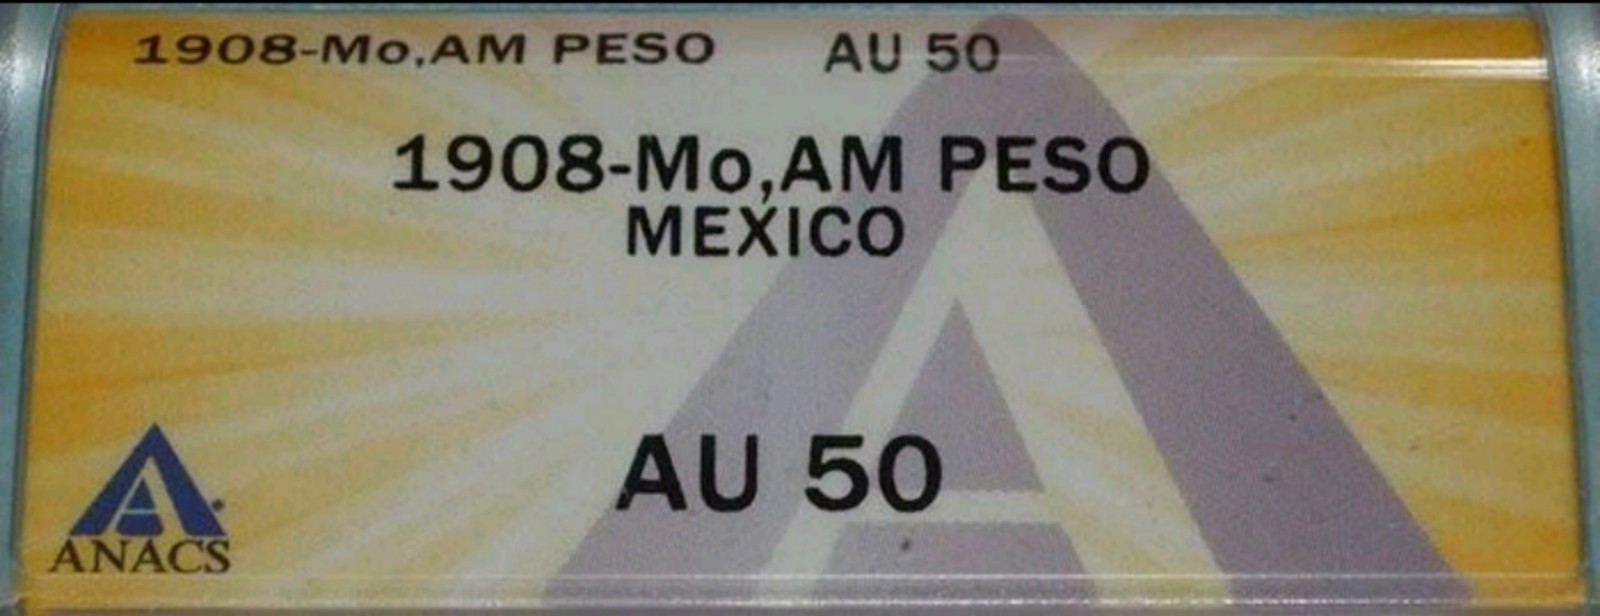 1908-Mo,AM PESO AU 50
1908-Mo,AM PESO
MEXICO
AU 50
ANACS